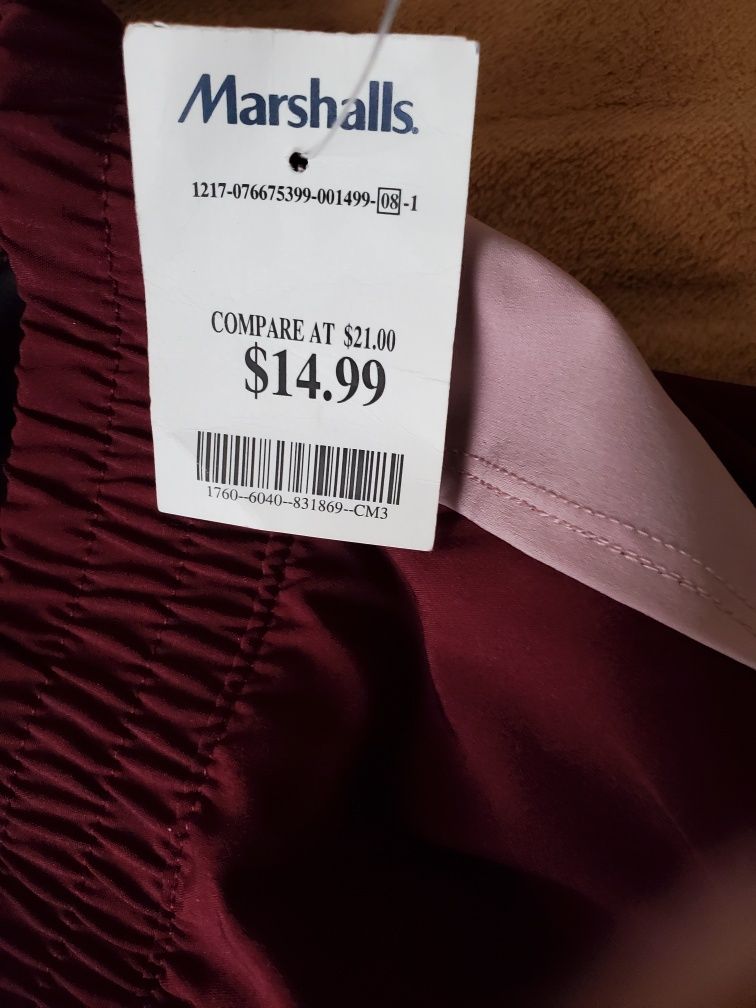 Marshalls.
1217-076675399-001499-08-1
COMPARE AT $21.00
$14.99
1760--6040--831869--CM3